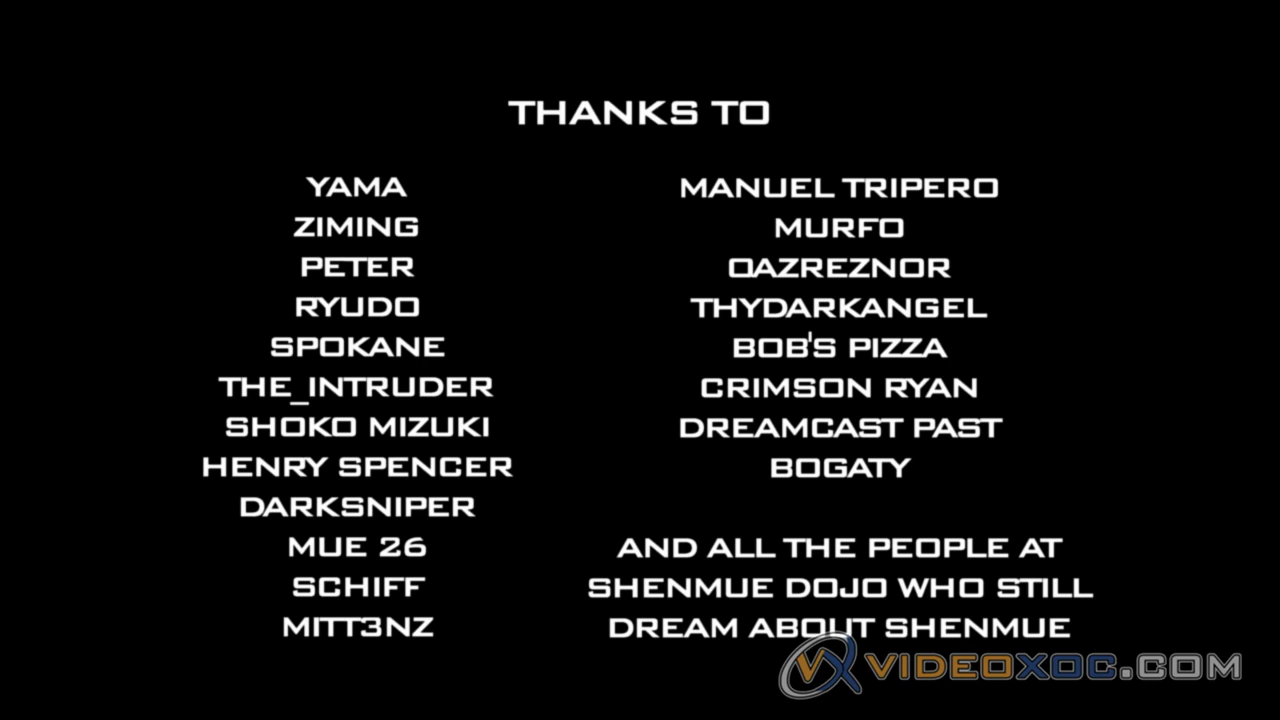 THANKS TO
YAMA
ZIMING
PETER
RYUDO
SPOKANE
THE_INTRUDER
SHOKO MIZUKI
HENRY SPENCER
DARKSNIPER
MUE 26
SCHIFF
MITT3NZ
MANUEL TRIPERO
MURFO
QAZREZNOR
THYDARKANGEL
BOB'S PIZZA
CRIMSON RYAN
DREAMCAST PAST
BOGATY
AND ALL THE PEOPLE AT
SHENMUE DOJO WHO STILL
DREAM ABOUT SHENMUE
VX VIDEOXOC.COM